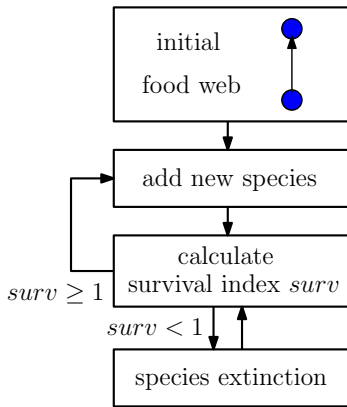 initial
food web
add new species
calculate
survival index surv
surv ≥ 1
surv < 1
species extinction